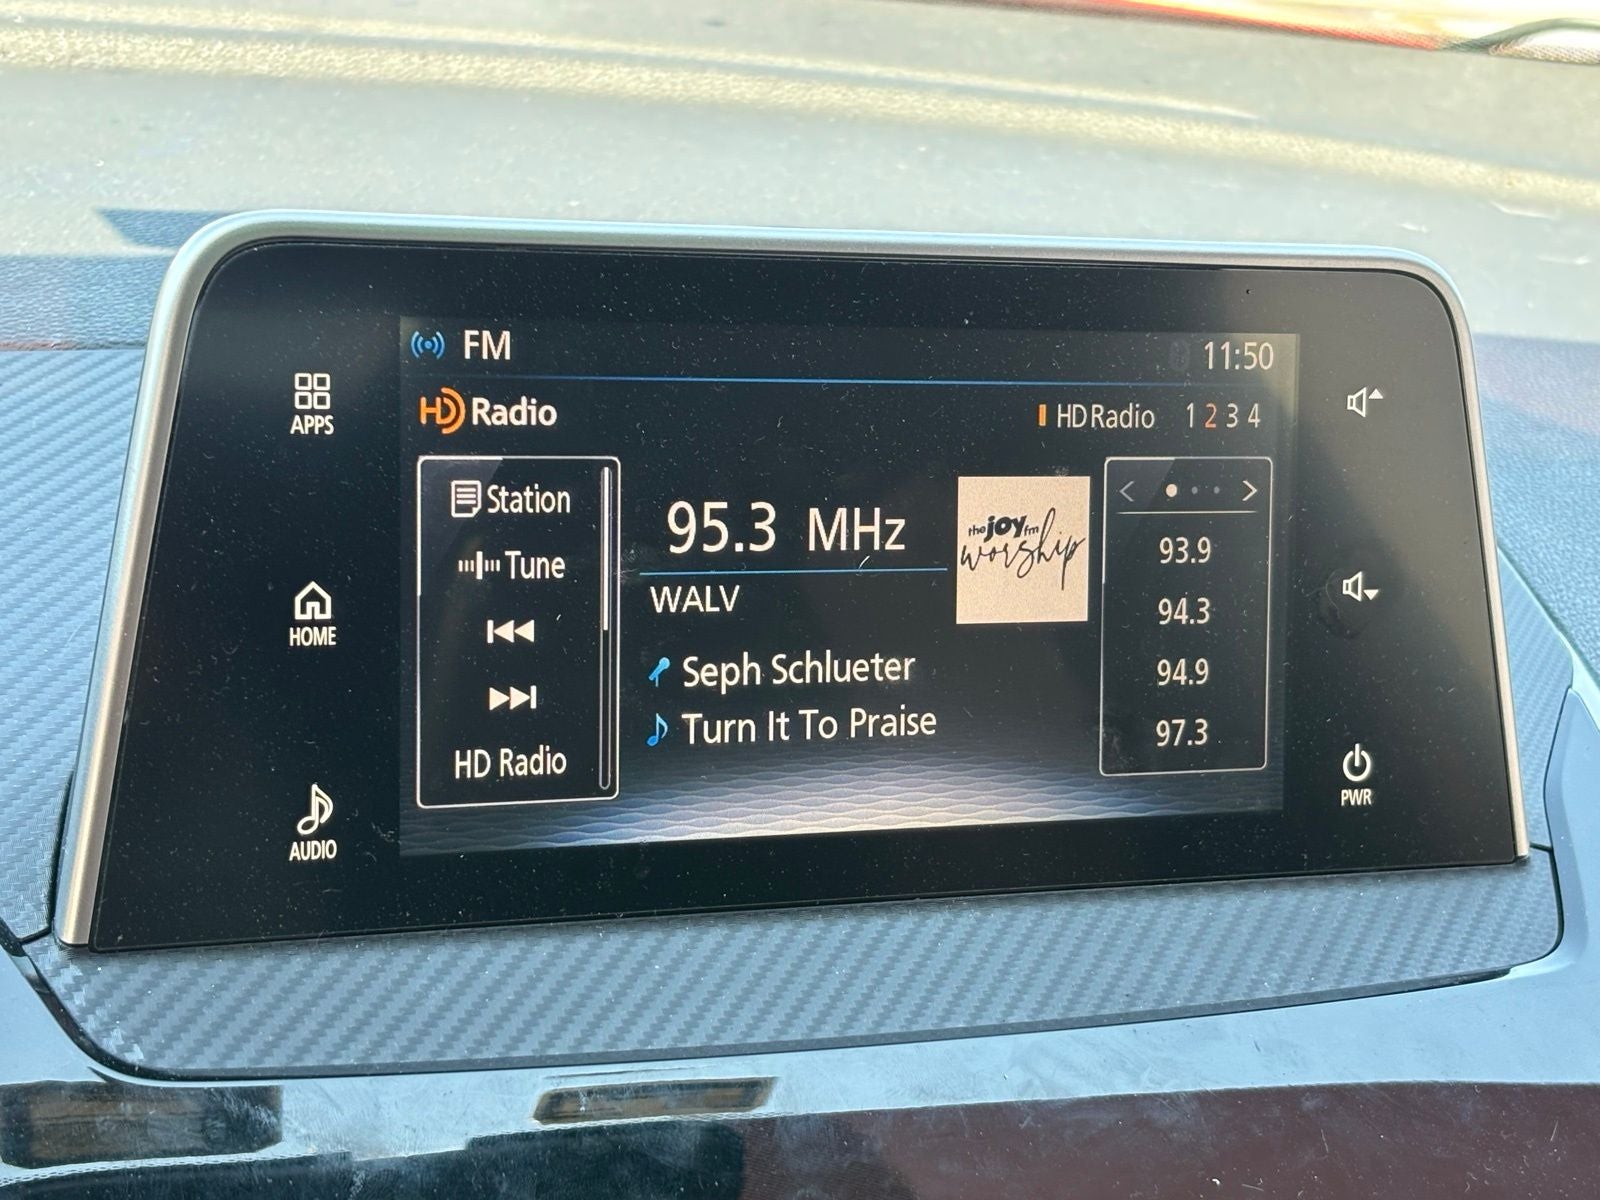 FM
11:50
HD Radio
HD Radio 1 2 3 4
APPS
HOME
AUDIO
Station
Tune
HD Radio
95.3 MHz
WALV
Seph Schlueter
Turn It To Praise
the joy fm
worship
93.9
94.3
94.9
97.3
PWR